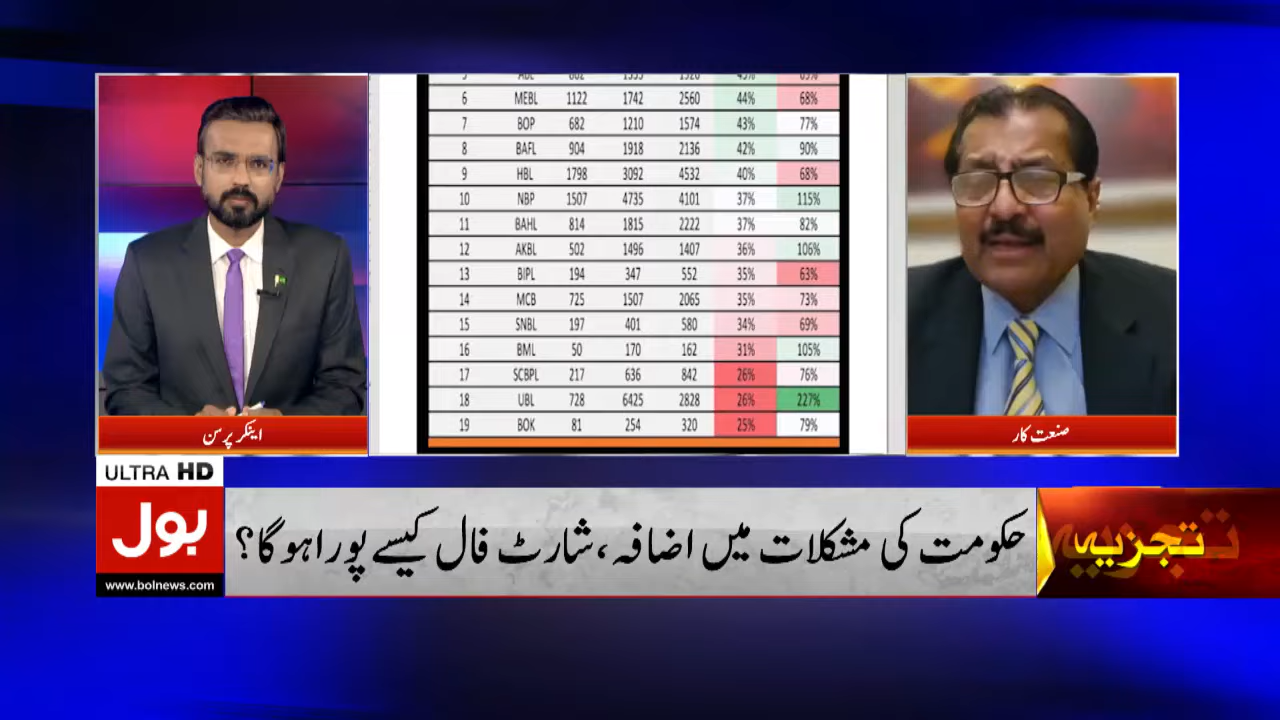 6 MEBL 1122 1742 2560 44% 68%
7 BOP 682 1210 1574 43% 77%
8 BAFL 904 1918 2136 42% 90%
9 HBL 1798 3092 4532 40% 68%
10 NBP 1507 4735 4101 37% 115%
11 BAHL 814 1815 2222 37% 82%
12 AKBL 502 1496 1407 36% 106%
13 BIPL 194 347 552 35% 63%
14 MCB 725 1507 2065 35% 73%
15 SNBL 197 401 580 34% 69%
16 BML 50 170 162 31% 105%
17 SCBPL 217 636 842 26% 76%
18 UBL 728 6425 2828 26% 227%
19 BOK 81 254 320 25% 79%
اینکر پرسن
صنعت کار
ULTRA HD
بول
www.bolnews.com
حکومت کی مشکلات میں اضافہ، شارٹ فال کیسے پورا ہوگا؟
تجزیہ